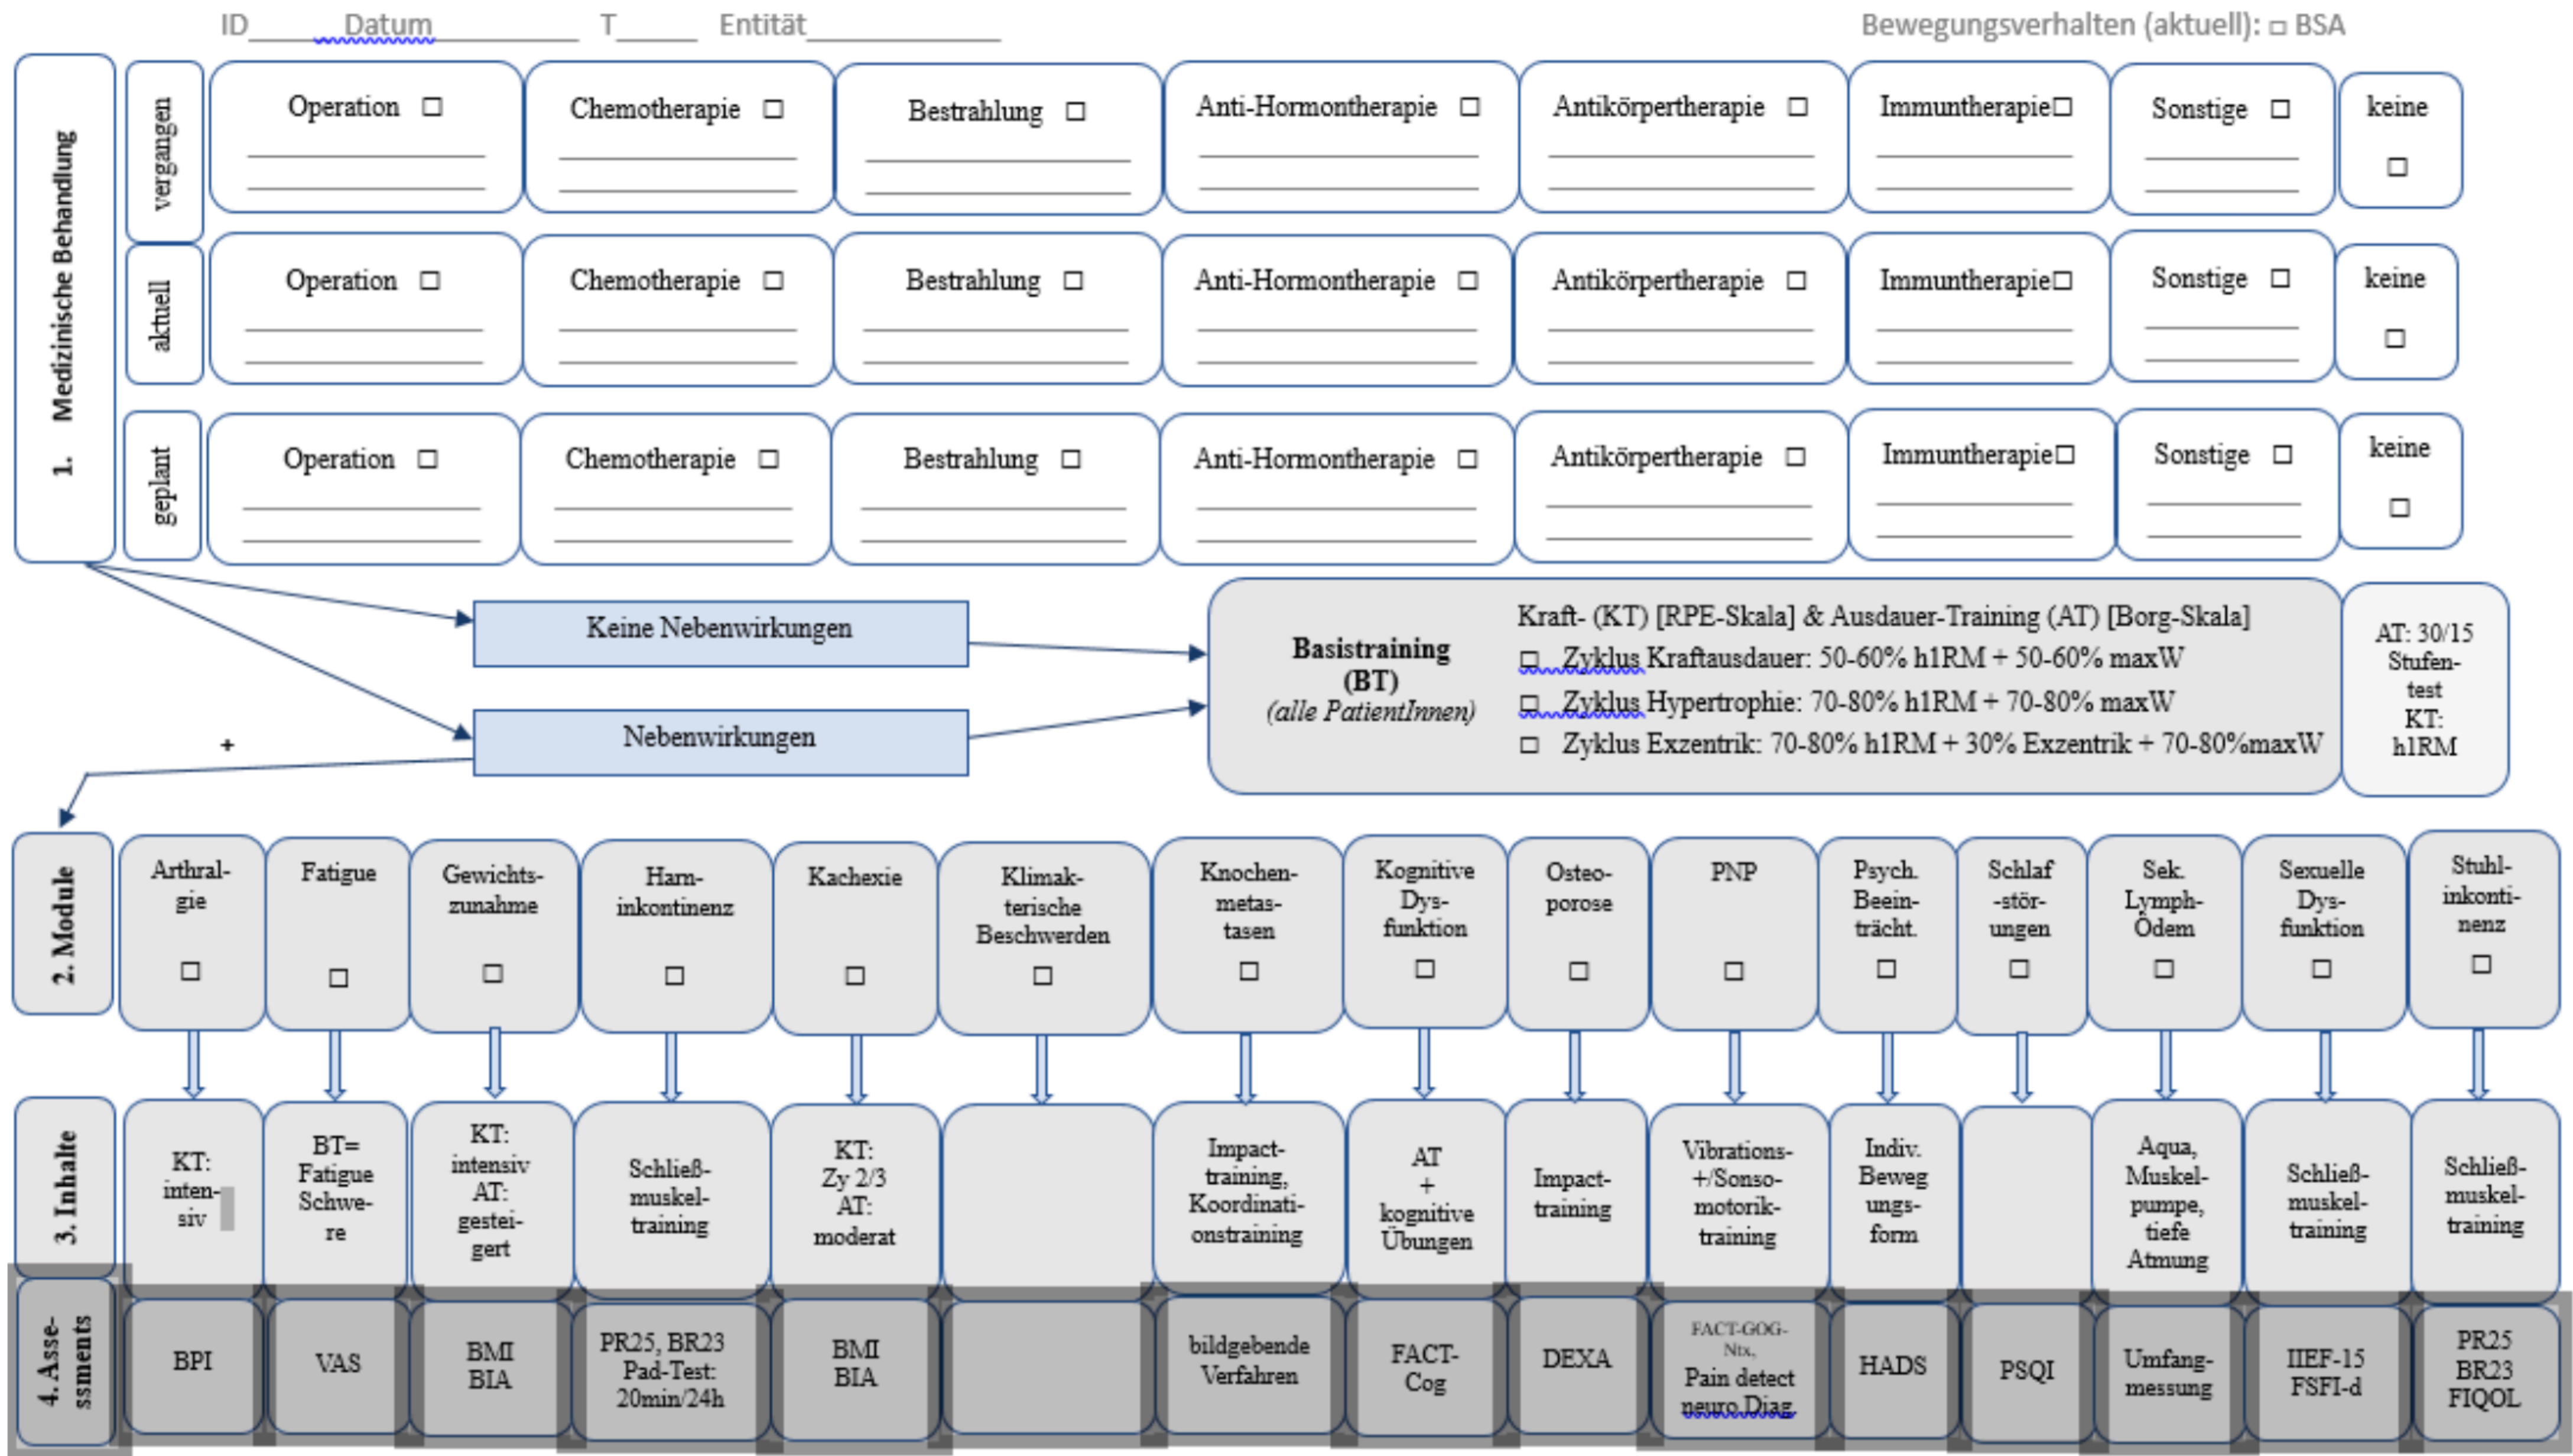 ID______Datum__________ T_____ Entität____________ Bewegungsverhalten (aktuell): □ BSA
1. Medizinische Behandlung
vergangen
Operation □
Chemotherapie □
Bestrahlung □
Anti-Hormontherapie □
Antikörpertherapie □
Immuntherapie□
Sonstige □
keine
□
aktuell
Operation □
Chemotherapie □
Bestrahlung □
Anti-Hormontherapie □
Antikörpertherapie □
Immuntherapie□
Sonstige □
keine
□
geplant
Operation □
Chemotherapie □
Bestrahlung □
Anti-Hormontherapie □
Antikörpertherapie □
Immuntherapie□
Sonstige □
keine
□
Keine Nebenwirkungen
Nebenwirkungen
+
Basistraining
(BT)
(alle PatientInnen)
Kraft- (KT) [RPE-Skala] & Ausdauer-Training (AT) [Borg-Skala]
□ Zyklus Kraftausdauer: 50-60% h1RM + 50-60% maxW
□ Zyklus Hypertrophie: 70-80% h1RM + 70-80% maxW
□ Zyklus Exzentrik: 70-80% h1RM + 30% Exzentrik + 70-80%maxW
AT: 30/15
Stufen-
test
KT:
h1RM
2. Module
Arthral-
gie
□
Fatigue
□
Gewichts-
zunahme
□
Harn-
inkontinenz
□
Kachexie
□
Klimak-
terische
Beschwerden
□
Knochen-
metas-
tasen
□
Kognitive
Dys-
funktion
□
Osteo-
porose
□
PNP
□
Psych.
Beein-
trächt.
□
Schlaf
-stör-
ungen
□
Sek.
Lymph-
Ödem
□
Sexuelle
Dys-
funktion
□
Stuhl-
inkonti-
nenz
□
3. Inhalte
KT:
inten-
siv
BT=
Fatigue
Schwe-
re
KT:
intensiv
AT:
gestei-
gert
Schließ-
muskel-
training
KT:
Zy 2/3
AT:
moderat
Impact-
training,
Koordinati-
onstraining
AT
+
kognitive
Übungen
Impact-
training
Vibrations-
+/Sonso-
motorik-
training
Indiv.
Beweg
ungs-
form
Aqua,
Muskel-
pumpe,
tiefe
Atmung
Schließ-
muskel-
training
Schließ-
muskel-
training
4. Asse-
ssments
BPI
VAS
BMI
BIA
PR25, BR23
Pad-Test:
20min/24h
BMI
BIA
bildgebende
Verfahren
FACT-
Cog
DEXA
FACT-GOG-
Ntx,
Pain detect
neuro.Diag.
HADS
PSQI
Umfang-
messung
IIEF-15
FSFI-d
PR25
BR23
FIQOL